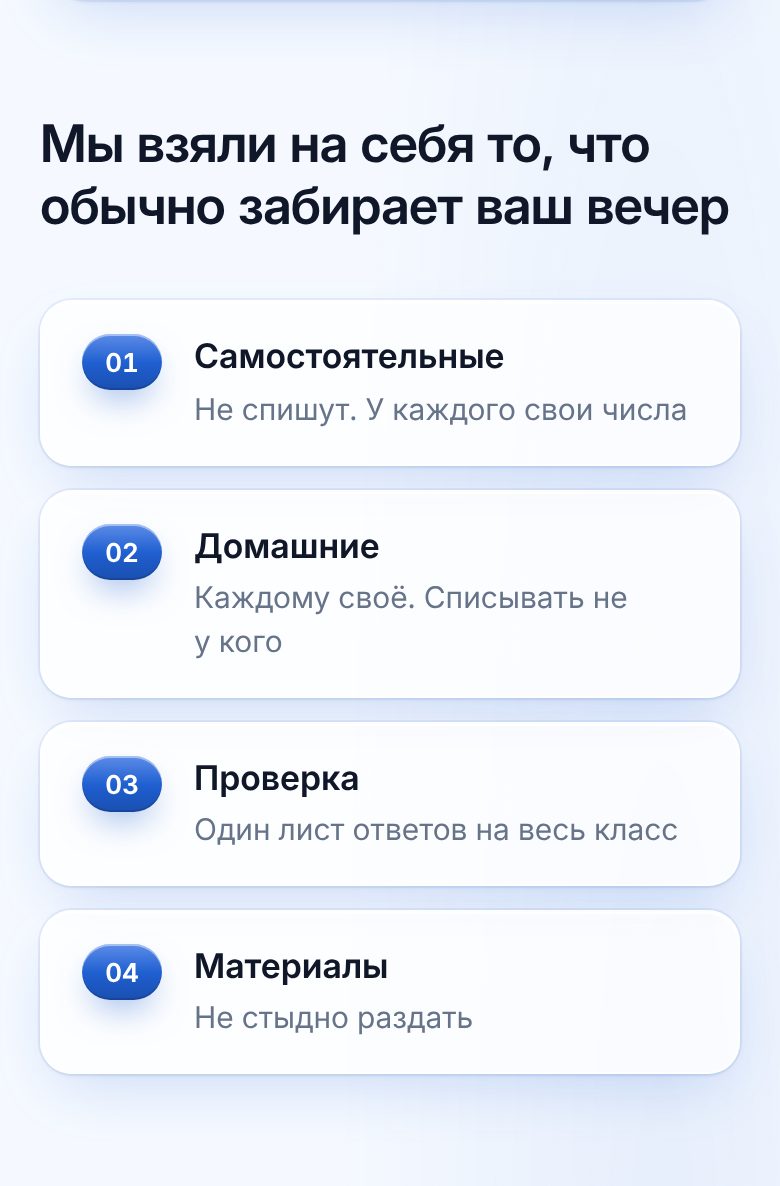 Мы взяли на себя то, что
обычно забирает ваш вечер
01
Самостоятельные
Не спишут. У каждого свои числа
02
Домашние
Каждому своё. Списывать не
у кого
03
Проверка
Один лист ответов на весь класс
04
Материалы
Не стыдно раздать